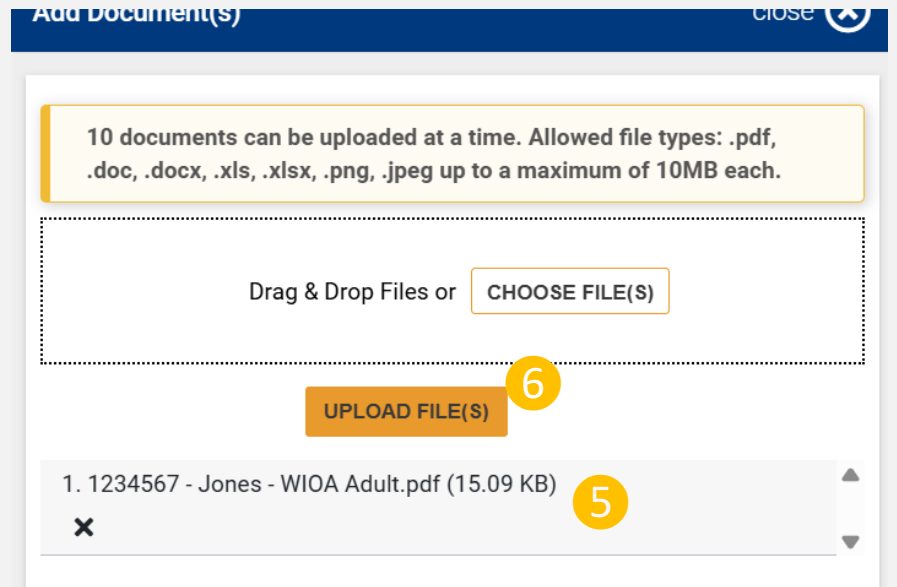 Add Document(s) close
10 documents can be uploaded at a time. Allowed file types: .pdf,
.doc, .docx, .xls, .xlsx, .png, .jpeg up to a maximum of 10MB each.
Drag & Drop Files or CHOOSE FILE(S)
6
UPLOAD FILE(S)
1. 1234567 - Jones - WIOA Adult.pdf (15.09 KB)
5